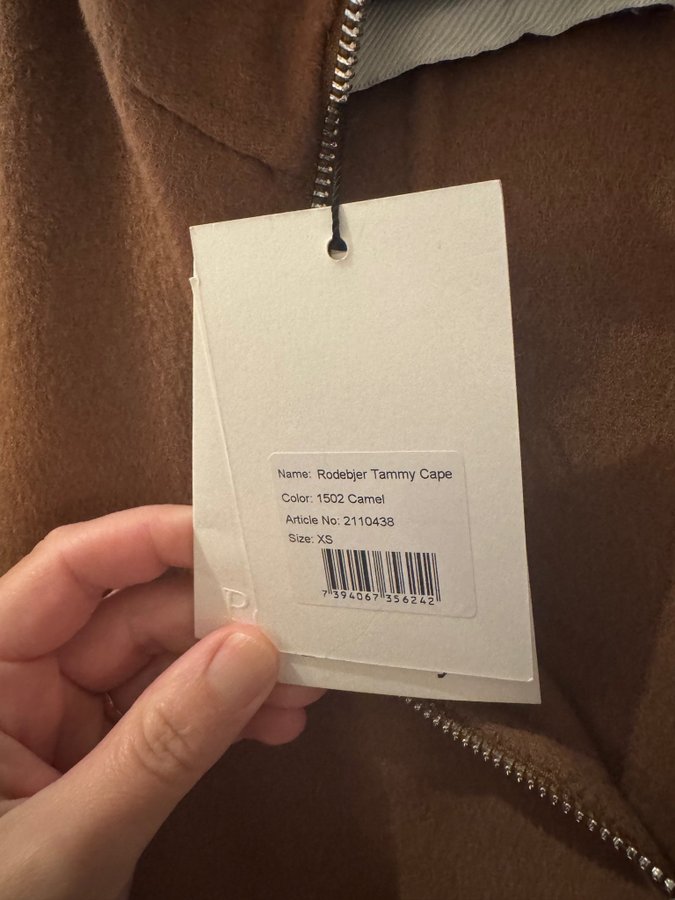 Name: Rodebjer Tammy Cape
Color: 1502 Camel
Article No: 2110438
Size: XS
7 394067 356242